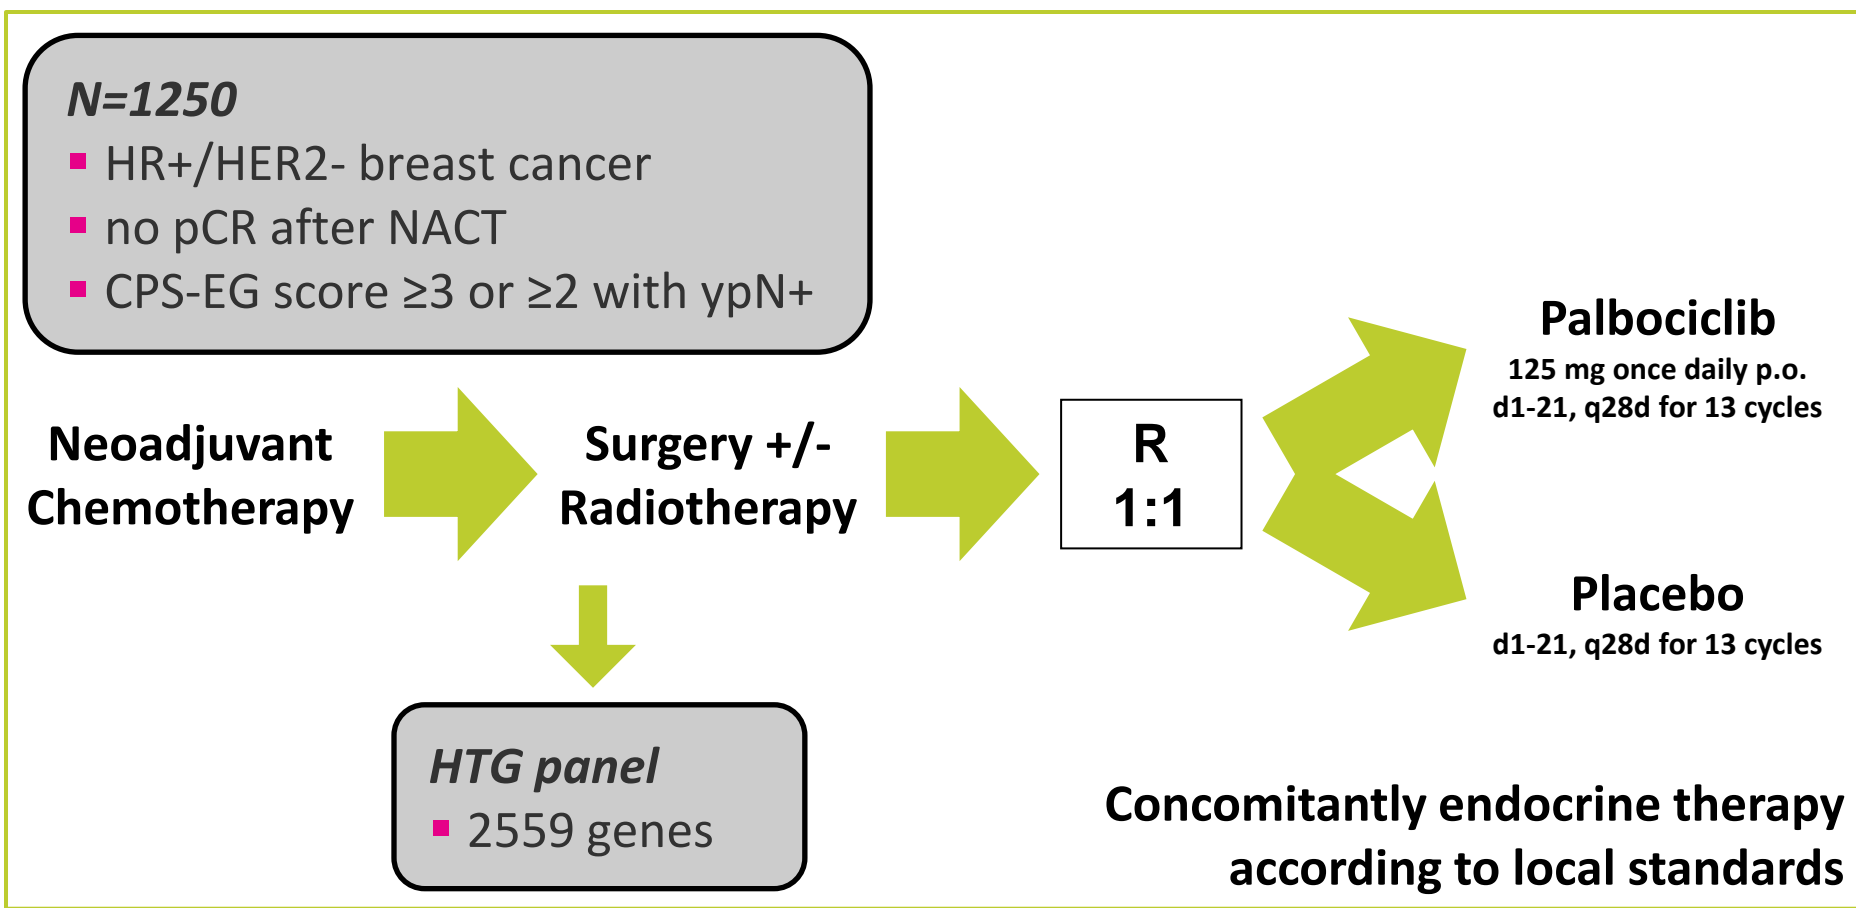 N=1250
▪ HR+/HER2- breast cancer
▪ no pCR after NACT
▪ CPS-EG score ≥3 or ≥2 with ypN+
Neoadjuvant
Chemotherapy
Surgery +/-
Radiotherapy
R
1:1
Palbociclib
125 mg once daily p.o.
d1-21, q28d for 13 cycles
Placebo
d1-21, q28d for 13 cycles
HTG panel
▪ 2559 genes
Concomitantly endocrine therapy
according to local standards